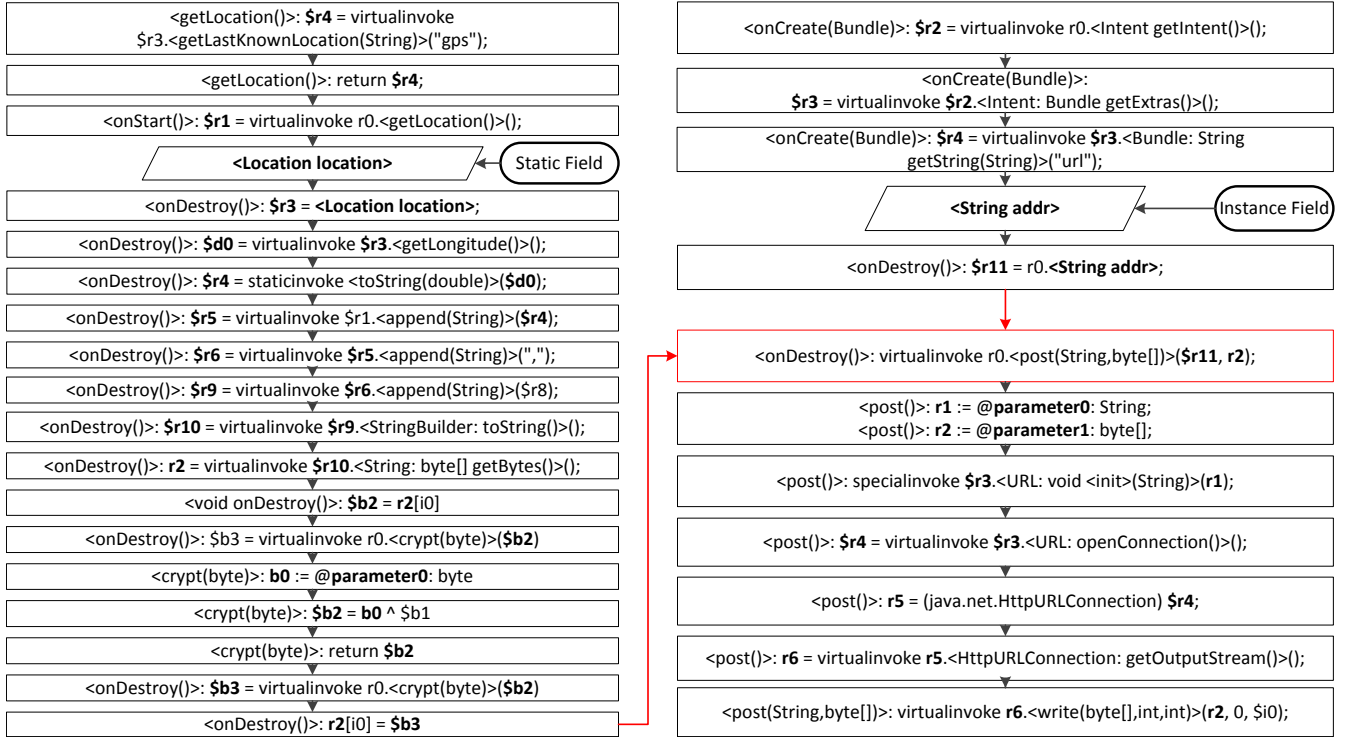 <getLocation()>: $r4 = virtualinvoke
$r3.<getLastKnownLocation(String)>("gps");
<getLocation()>: return $r4;
<onStart()>: $r1 = virtualinvoke r0.<getLocation()>();
<Location location>
Static Field
<onDestroy()>: $r3 = <Location location>;
<onDestroy()>: $d0 = virtualinvoke $r3.<getLongitude()>();
<onDestroy()>: $r4 = staticinvoke <toString(double)>($d0);
<onDestroy()>: $r5 = virtualinvoke $r1.<append(String)>($r4);
<onDestroy()>: $r6 = virtualinvoke $r5.<append(String)>(",");
<onDestroy()>: $r9 = virtualinvoke $r6.<append(String)>($r8);
<onDestroy()>: $r10 = virtualinvoke $r9.<StringBuilder: toString()>();
<onDestroy()>: r2 = virtualinvoke $r10.<String: byte[] getBytes()>();
<void onDestroy()>: $b2 = r2[i0]
<onDestroy()>: $b3 = virtualinvoke r0.<crypt(byte)>($b2)
<crypt(byte)>: b0 := @parameter0: byte
<crypt(byte)>: $b2 = b0 ^ $b1
<crypt(byte)>: return $b2
<onDestroy()>: $b3 = virtualinvoke r0.<crypt(byte)>($b2)
<onDestroy()>: r2[i0] = $b3
<onCreate(Bundle)>: $r2 = virtualinvoke r0.<Intent getIntent()>();
<onCreate(Bundle)>:
$r3 = virtualinvoke $r2.<Intent: Bundle getExtras()>();
<onCreate(Bundle)>: $r4 = virtualinvoke $r3.<Bundle: String
getString(String)>("url");
<String addr>
Instance Field
<onDestroy()>: $r11 = r0.<String addr>;
<onDestroy()>: virtualinvoke r0.<post(String,byte[])>($r11, r2);
<post()>: r1 := @parameter0: String;
<post()>: r2 := @parameter1: byte[];
<post()>: specialinvoke $r3.<URL: void <init>(String)>(r1);
<post()>: $r4 = virtualinvoke $r3.<URL: openConnection()>();
<post()>: r5 = (java.net.HttpURLConnection) $r4;
<post()>: r6 = virtualinvoke r5.<HttpURLConnection: getOutputStream()>();
<post(String,byte[])>: virtualinvoke r6.<write(byte[],int,int)>(r2, 0, $i0);